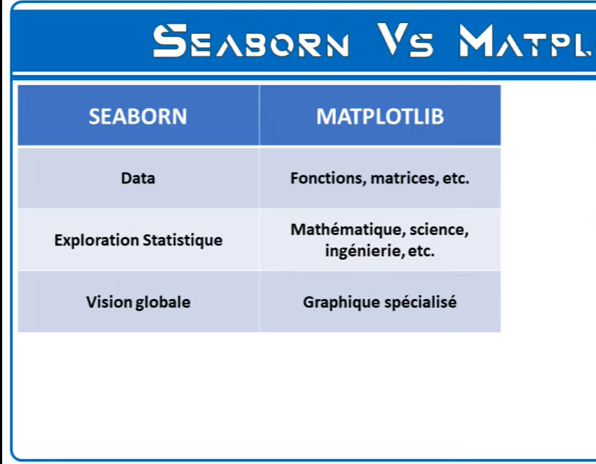 SEABORN VS MATPL
SEABORN MATPLOTLIB
Data Fonctions, matrices, etc.
Exploration Statistique Mathématique, science,
ingénierie, etc.
Vision globale Graphique spécialisé